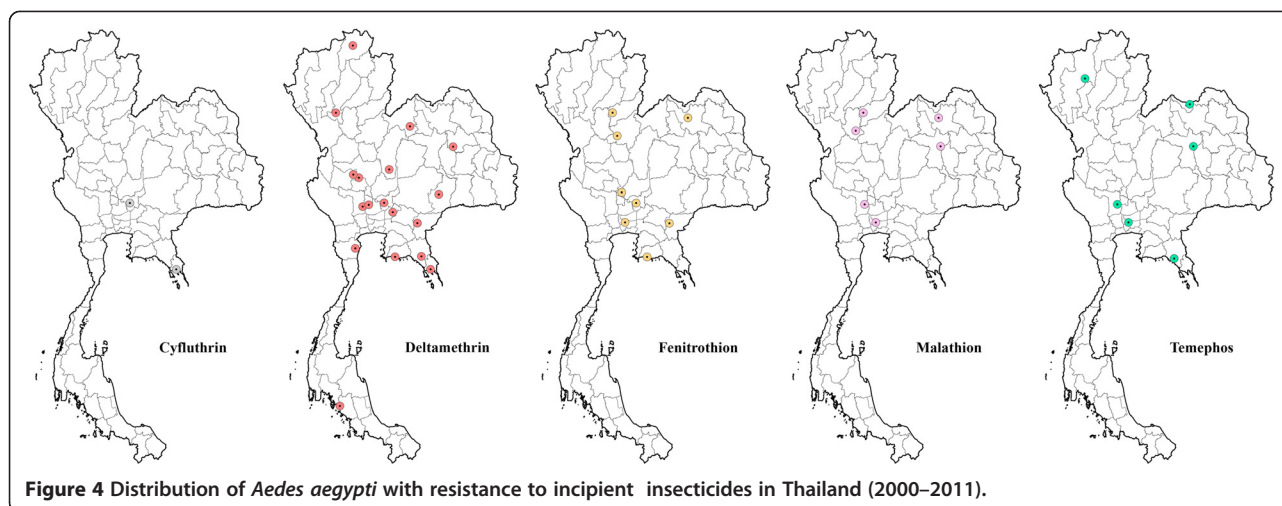 Cyfluthrin Deltamethrin Fenitrothion Malathion Temephos
Figure 4 Distribution of Aedes aegypti with resistance to incipient insecticides in Thailand (2000–2011).